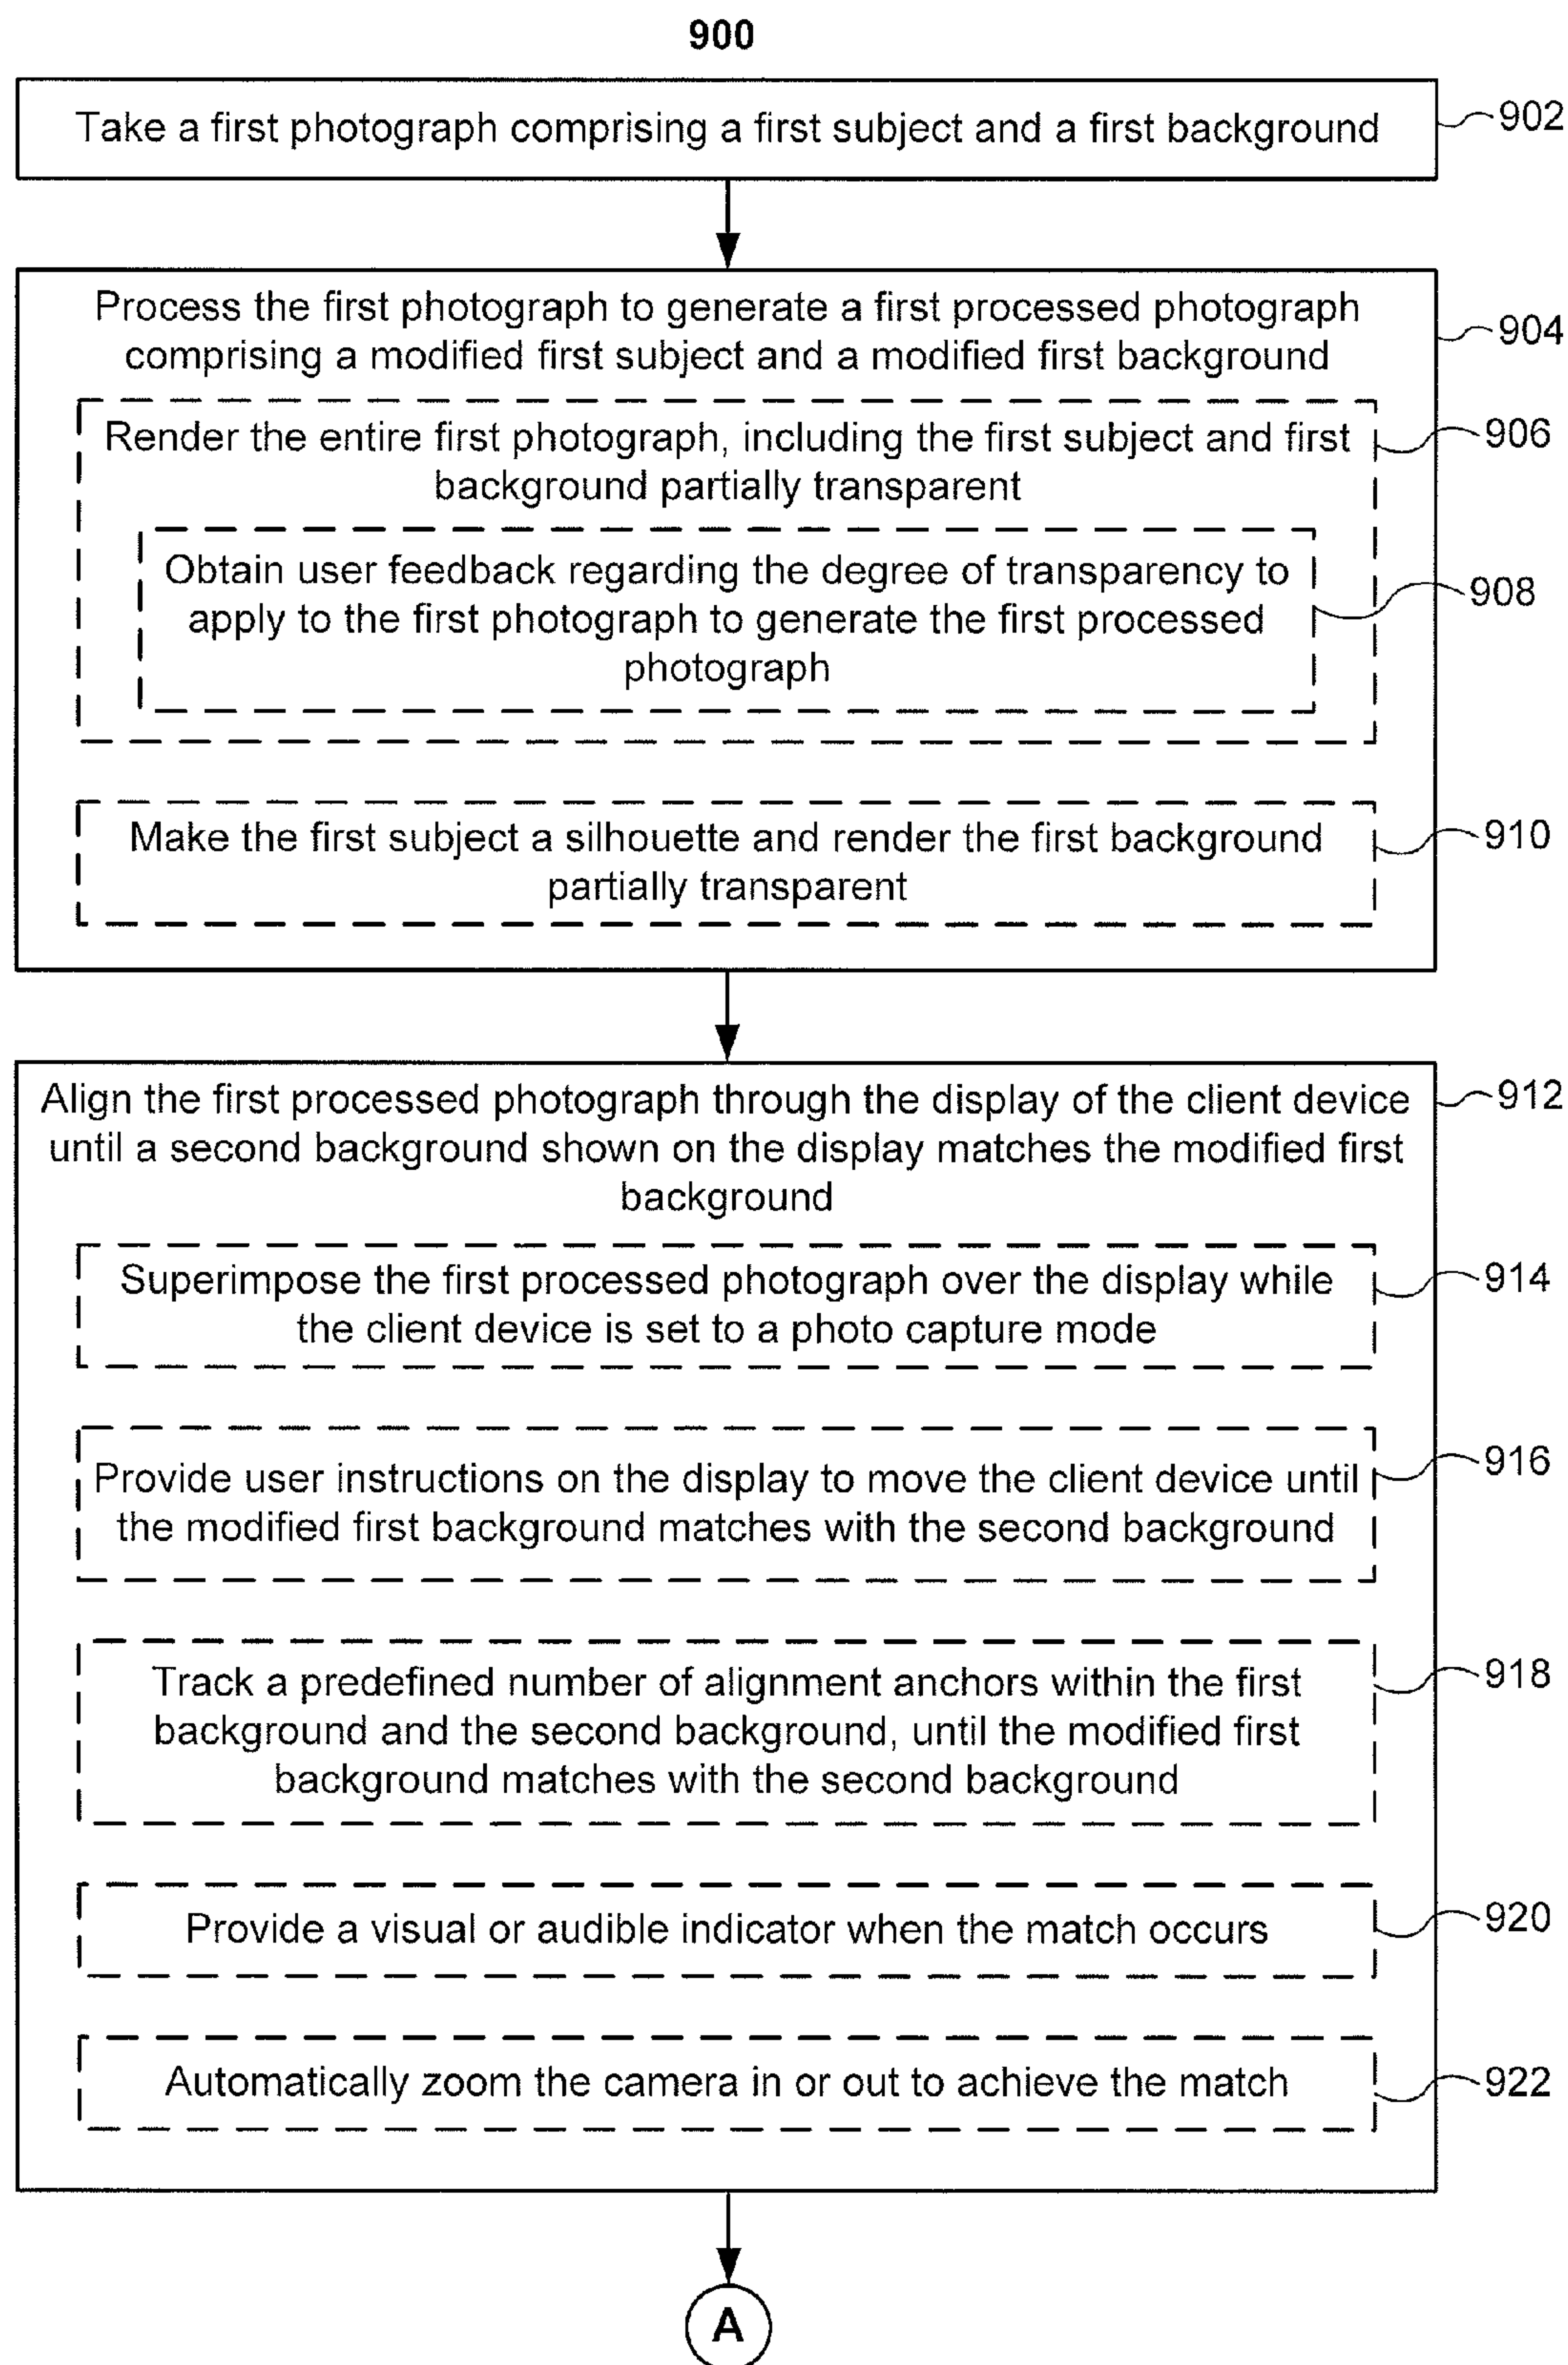 900
Take a first photograph comprising a first subject and a first background
902
Process the first photograph to generate a first processed photograph
comprising a modified first subject and a modified first background
904
Render the entire first photograph, including the first subject and first
background partially transparent
906
Obtain user feedback regarding the degree of transparency to
apply to the first photograph to generate the first processed
photograph
908
Make the first subject a silhouette and render the first background
partially transparent
910
Align the first processed photograph through the display of the client device
until a second background shown on the display matches the modified first
background
912
Superimpose the first processed photograph over the display while
the client device is set to a photo capture mode
914
Provide user instructions on the display to move the client device until
the modified first background matches with the second background
916
Track a predefined number of alignment anchors within the first
background and the second background, until the modified first
background matches with the second background
918
Provide a visual or audible indicator when the match occurs
920
Automatically zoom the camera in or out to achieve the match
922
A